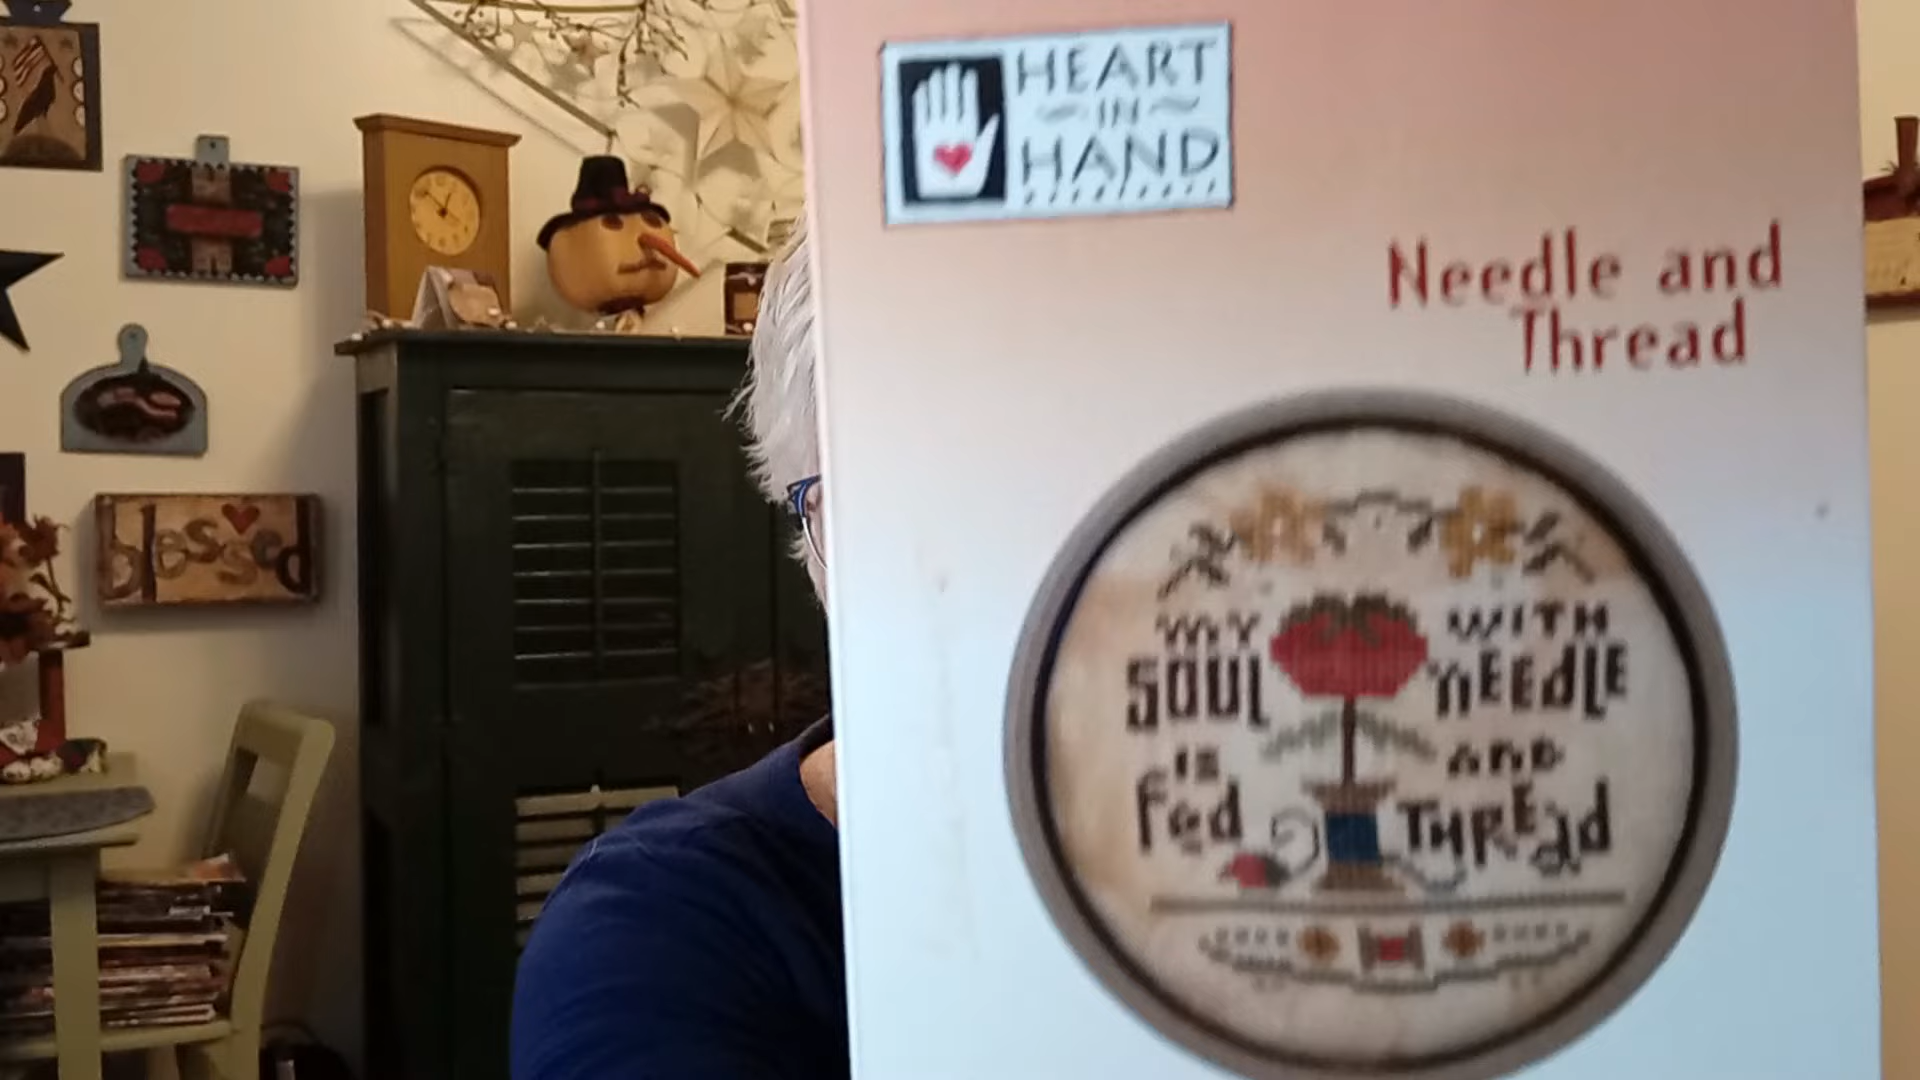 HEART
IN
HAND
Needle and
Thread
MY
SOUL
IS
FED
WITH
NEEDLE
AND
THREAD
blessed